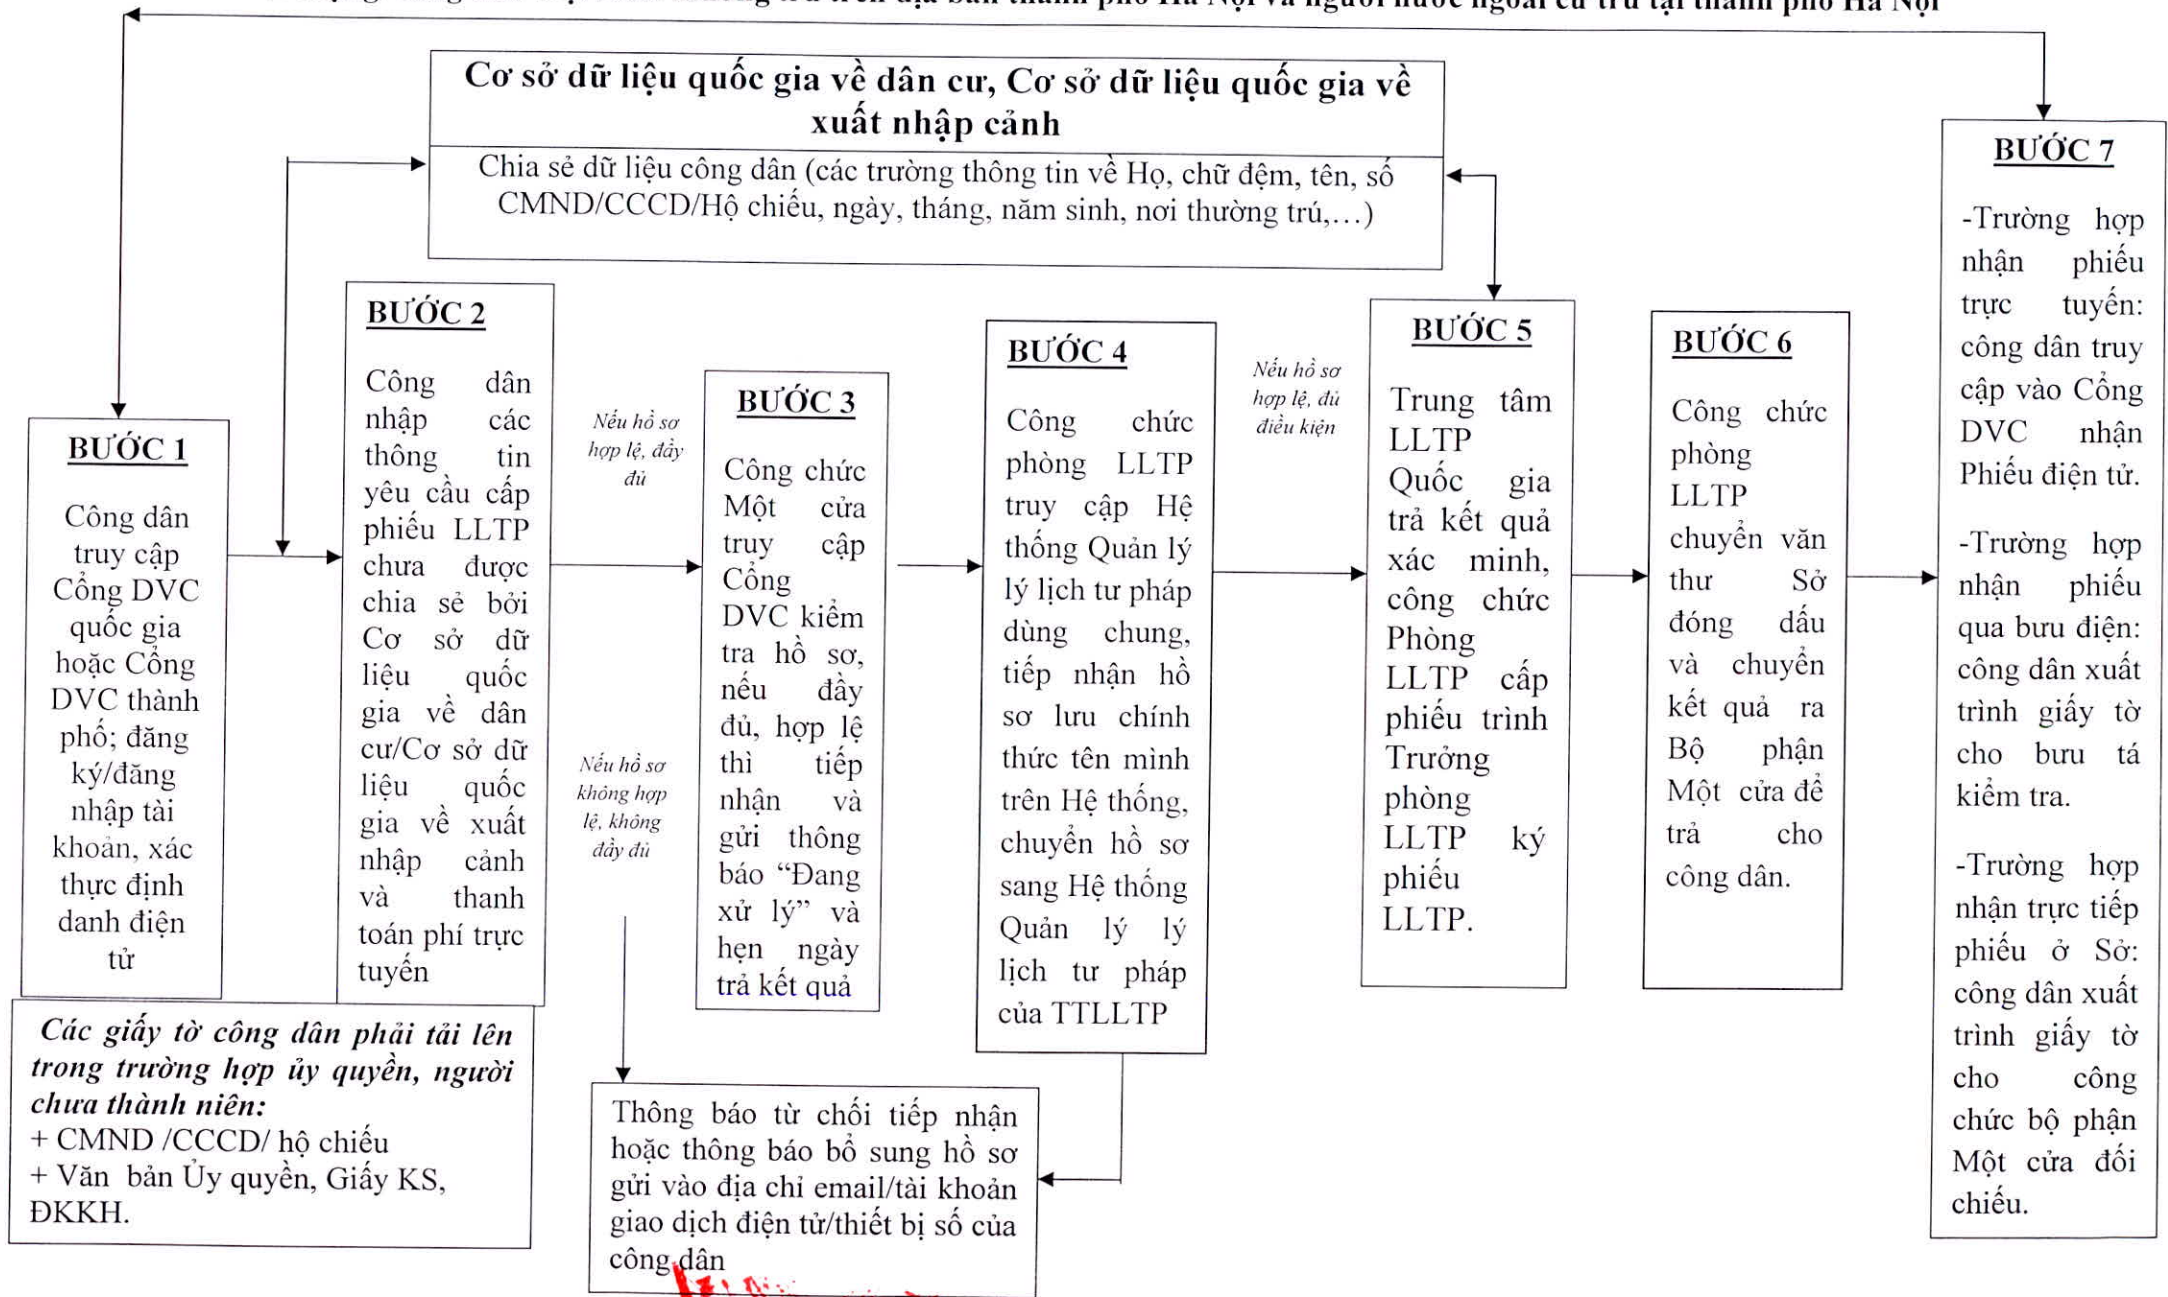 trú trên địa bàn thành phố Hà Nội và người nước ngoài cư trú tại thành phố Hà Nội
Cơ sở dữ liệu quốc gia về dân cư, Cơ sở dữ liệu quốc gia về
xuất nhập cảnh
Chia sẻ dữ liệu công dân (các trường thông tin về Họ, chữ đệm, tên, số
CMND/CCCD/Hộ chiếu, ngày, tháng, năm sinh, nơi thường trú,…)
BƯỚC 1
Công dân
truy cập
Cổng DVC
quốc gia
hoặc Cổng
DVC thành
phố; đăng
ký/đăng
nhập tài
khoản, xác
thực định
danh điện
tử
Các giấy tờ công dân phải tải lên
trong trường hợp ủy quyền, người
chưa thành niên:
+ CMND /CCCD/ hộ chiếu
+ Văn bản Ủy quyền, Giấy KS,
ĐKKH.
BƯỚC 2
Công dân
nhập các
thông tin
yêu cầu cấp
phiếu LLTP
chưa được
chia sẻ bởi
Cơ sở dữ
liệu quốc
gia về dân
cư/Cơ sở dữ
liệu quốc
gia về xuất
nhập cảnh
và thanh
toán phí trực
tuyến
Nếu hồ sơ
hợp lệ, đầy
đủ
Nếu hồ sơ
không hợp
lệ, không
đầy đủ
BƯỚC 3
Công chức
Một cửa
truy cập
Cổng
DVC kiểm
tra hồ sơ,
nếu đầy
đủ, hợp lệ
thì tiếp
nhận và
gửi thông
báo “Đang
xử lý” và
hẹn ngày
trả kết quả
Thông báo từ chối tiếp nhận
hoặc thông báo bổ sung hồ sơ
gửi vào địa chỉ email/tài khoản
giao dịch điện tử/thiết bị số của
công dân
BƯỚC 4
Công chức
phòng LLTP
truy cập Hệ
thống Quản lý
lý lịch tư pháp
dùng chung,
tiếp nhận hồ
sơ lưu chính
thức tên mình
trên Hệ thống,
chuyển hồ sơ
sang Hệ thống
Quản lý lý
lịch tư pháp
của TTLLTP
Nếu hồ sơ
hợp lệ, đủ
điều kiện
BƯỚC 5
Trung tâm
LLTP
Quốc gia
trả kết quả
xác minh,
công chức
Phòng
LLTP cấp
phiếu trình
Trưởng
phòng
LLTP ký
phiếu
LLTP.
BƯỚC 6
Công chức
phòng
LLTP
chuyển văn
thư Sở
đóng dấu
và chuyển
kết quả ra
Bộ phận
Một cửa để
trả cho
công dân.
BƯỚC 7
-Trường hợp
nhận phiếu
trực tuyến:
công dân truy
cập vào Cổng
DVC nhận
Phiếu điện tử.
-Trường hợp
nhận phiếu
qua bưu điện:
công dân xuất
trình giấy tờ
cho bưu tá
kiểm tra.
-Trường hợp
nhận trực tiếp
phiếu ở Sở:
công dân xuất
trình giấy tờ
cho công
chức bộ phận
Một cửa đối
chiếu.